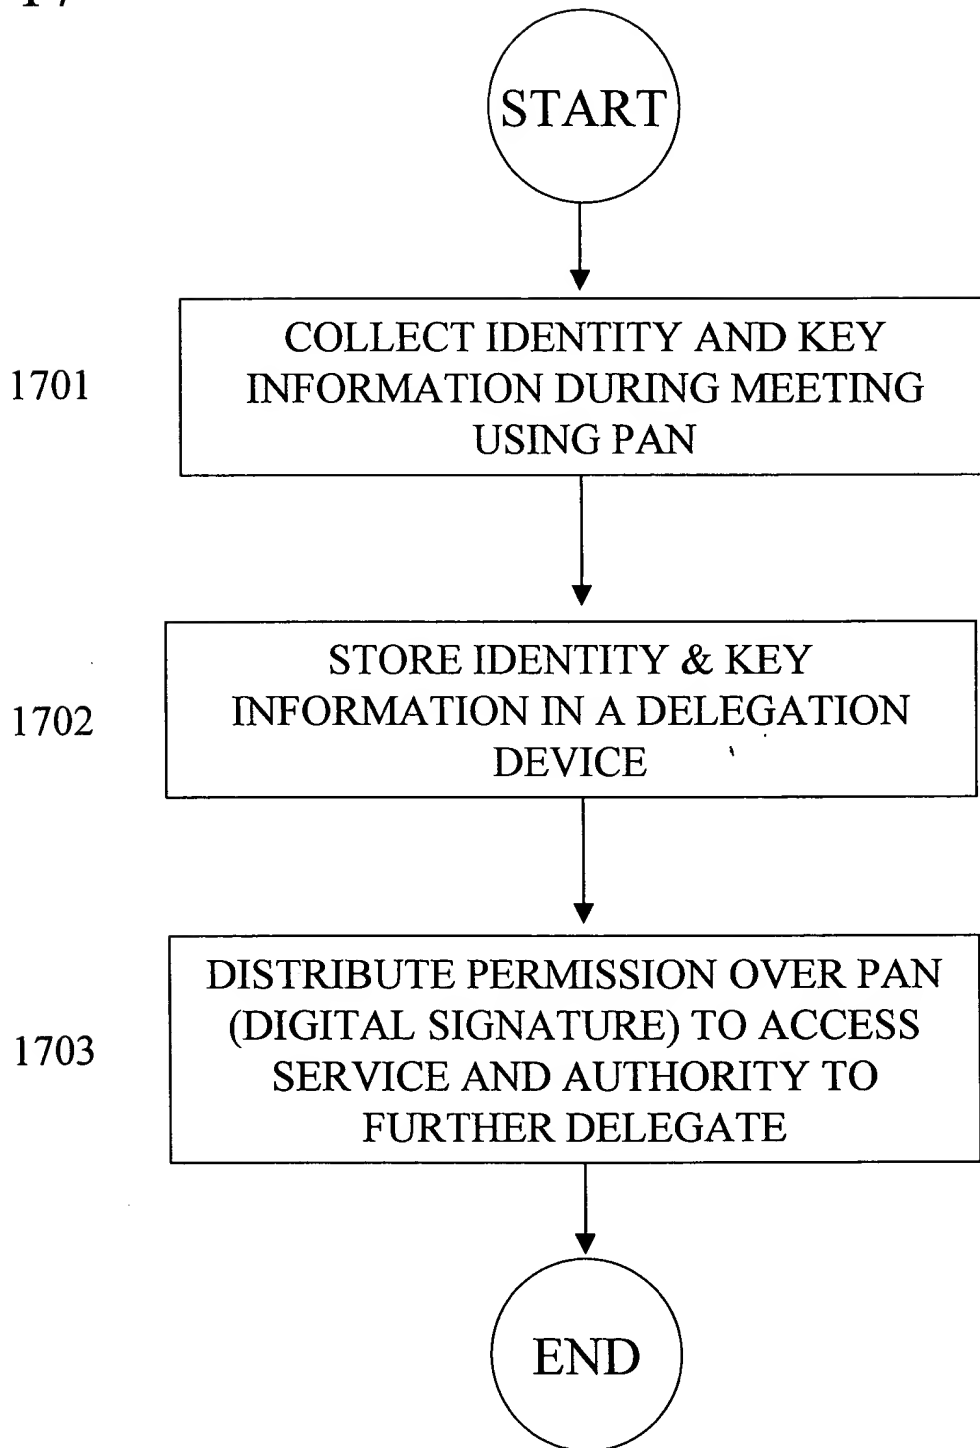 17
START
1701
COLLECT IDENTITY AND KEY
INFORMATION DURING MEETING
USING PAN
1702
STORE IDENTITY & KEY
INFORMATION IN A DELEGATION
DEVICE
1703
DISTRIBUTE PERMISSION OVER PAN
(DIGITAL SIGNATURE) TO ACCESS
SERVICE AND AUTHORITY TO
FURTHER DELEGATE
END